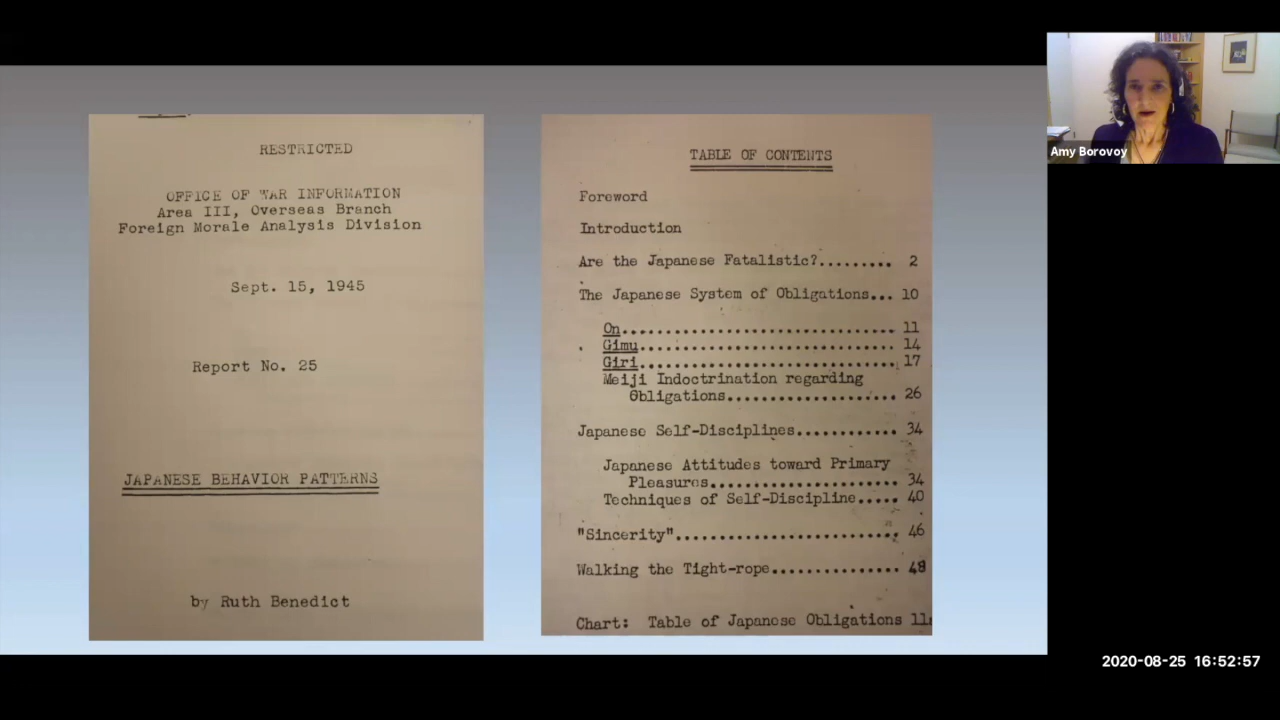 RESTRICTED
OFFICE OF WAR INFORMATION
Area III, Overseas Branch
Foreign Morale Analysis Division
Sept. 15, 1945
Report No. 25
JAPANESE BEHAVIOR PATTERNS
by Ruth Benedict
TABLE OF CONTENTS
Foreword
Introduction
Are the Japanese Fatalistic?......... 2
The Japanese System of Obligations... 10
On.................................. 11
Gimu................................ 14
Giri................................ 17
Meiji Indoctrination regarding
Obligations...................... 26
Japanese Self-Disciplines............ 34
Japanese Attitudes toward Primary
Pleasures........................ 34
Techniques of Self-Discipline..... 40
"Sincerity".......................... 46
Walking the Tight-rope............... 48
Chart: Table of Japanese Obligations
Amy Borovoy
2020-08-25 16:52:57